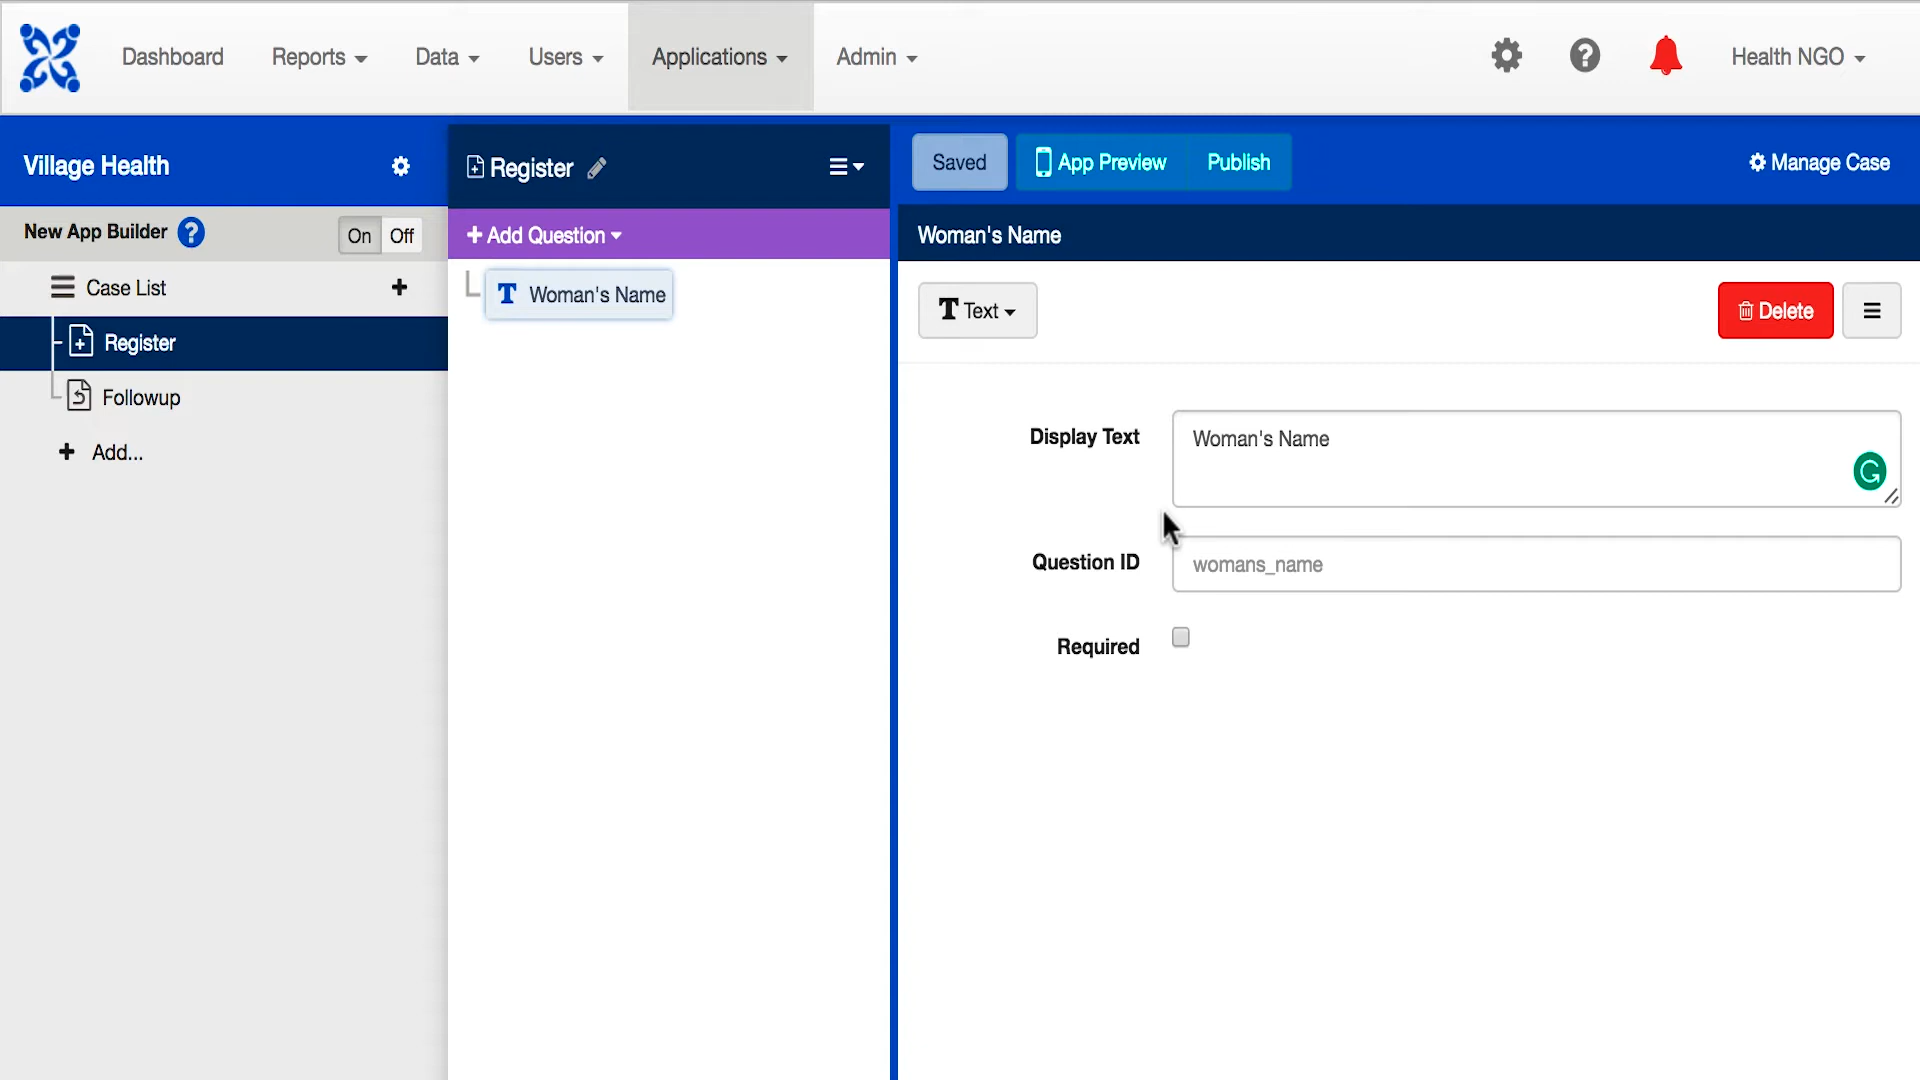 Dashboard Reports Data Users Applications Admin Health NGO
Village Health
Register
Saved App Preview Publish Manage Case
New App Builder ? On Off
+ Add Question
Woman's Name
Case List +
T Woman's Name
T Text
Delete
Register
Followup
+ Add...
Display Text Woman's Name
Question ID womans_name
Required